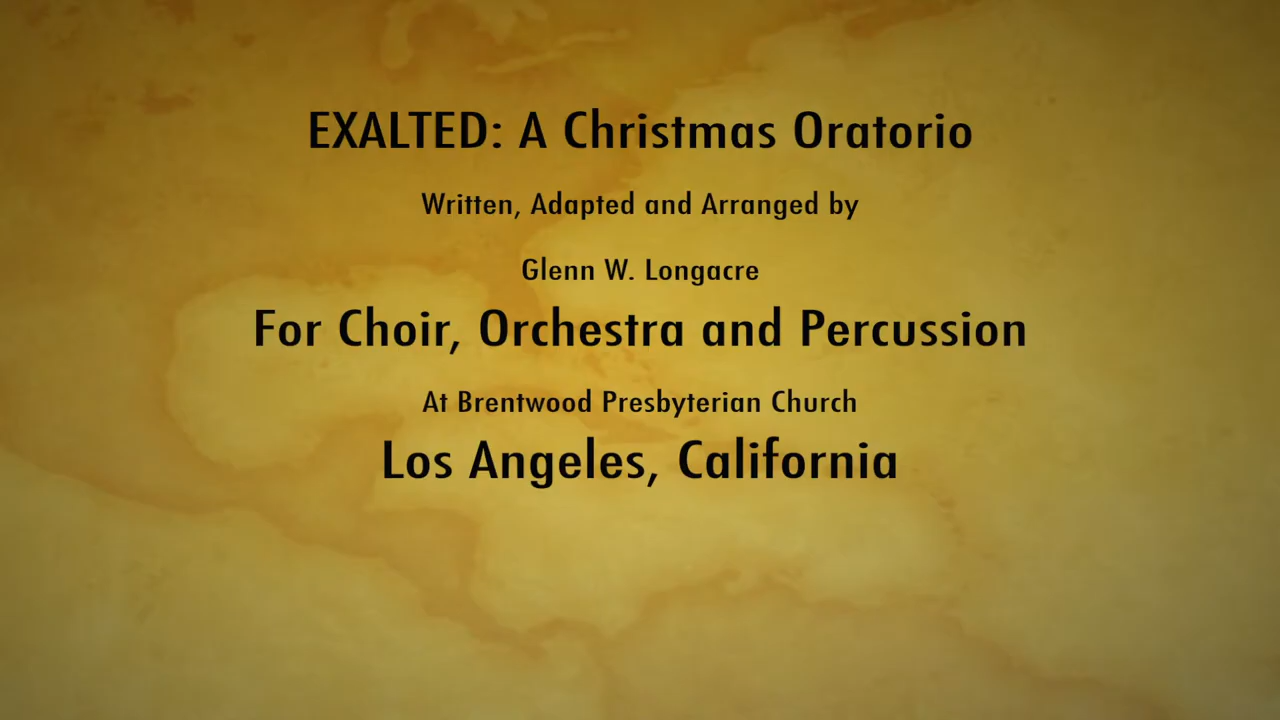 EXALTED: A Christmas Oratorio
Written, Adapted and Arranged by
Glenn W. Longacre
For Choir, Orchestra and Percussion
At Brentwood Presbyterian Church
Los Angeles, California